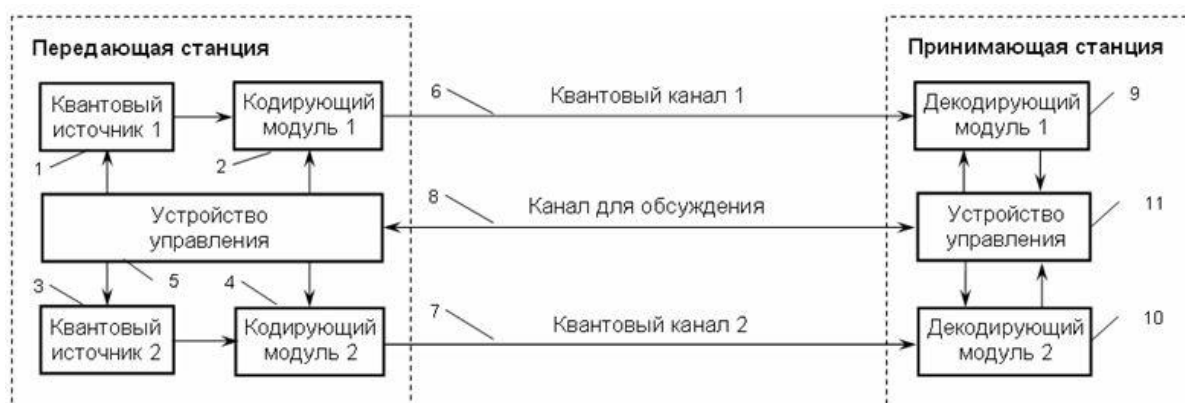 Передающая станция
Принимающая станция
Квантовый
источник 1
Кодирующий
модуль 1
6
Квантовый канал 1
Декодирующий
модуль 1
9
1
2
Устройство
управления
8
Канал для обсуждения
Устройство
управления
11
3
5
4
Квантовый
источник 2
Кодирующий
модуль 2
7
Квантовый канал 2
Декодирующий
модуль 2
10